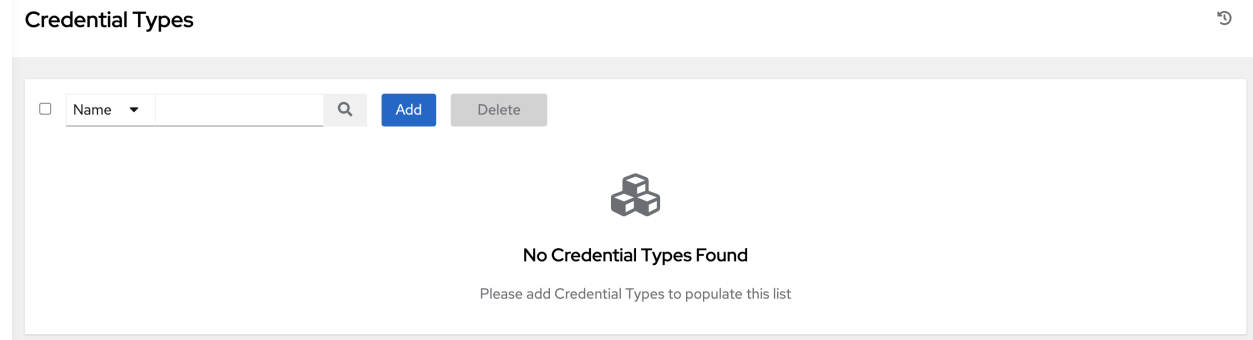 Credential Types
Name Add Delete
No Credential Types Found
Please add Credential Types to populate this list